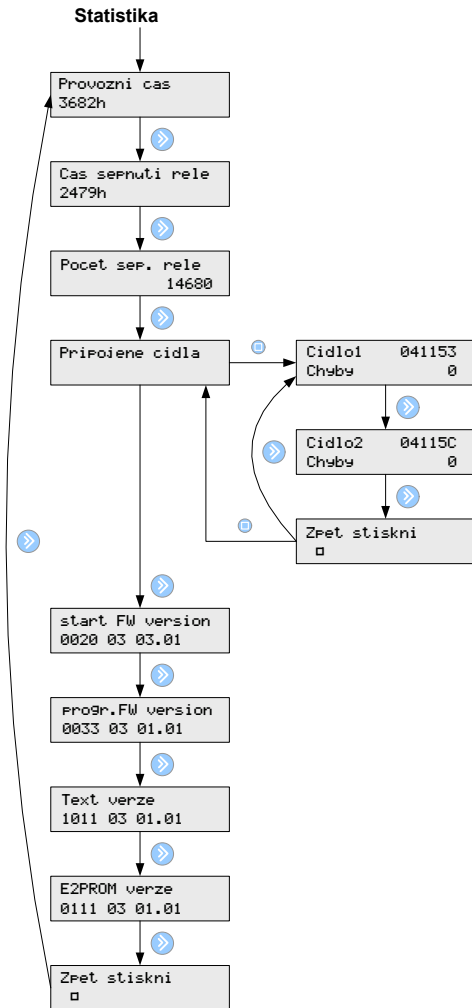 Statistika
Provozni cas
3682h
Cas sepnuti rele
2479h
Pocet sep. rele
14680
Pripojene cidla
Cidlo1 041153
Chyby 0
Cidlo2 04115C
Chyby 0
Zpet stiskni
start FW version
0020 03 03.01
progr.FW version
0033 03 01.01
Text verze
1011 03 01.01
E2PROM verze
0111 03 01.01
Zpet stiskni